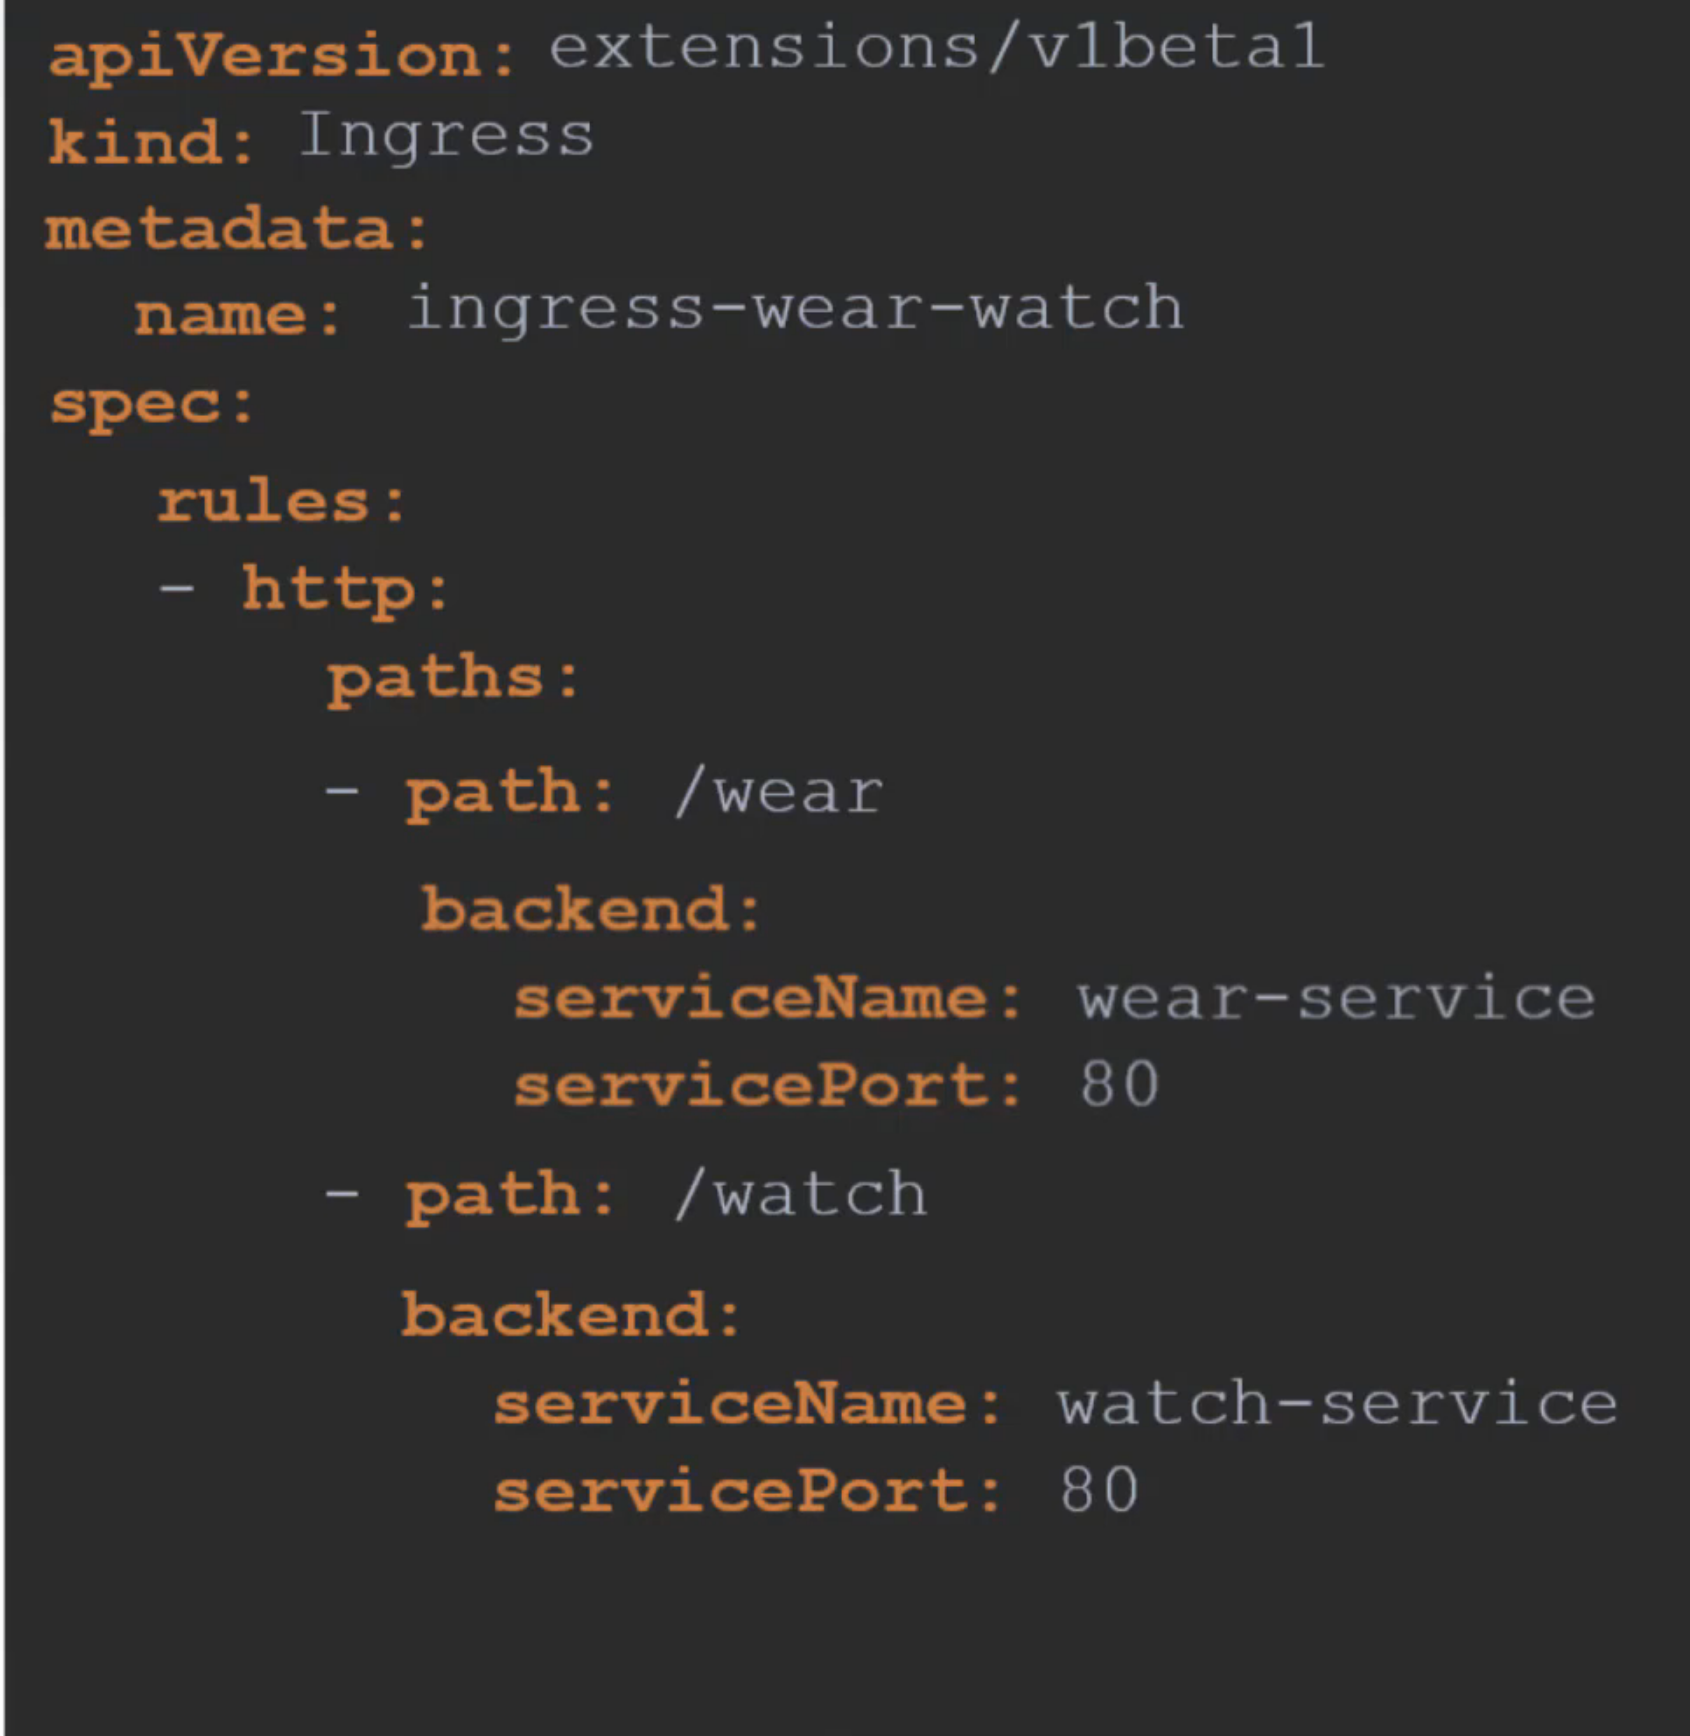 apiVersion: extensions/v1beta1
kind: Ingress
metadata:
  name: ingress-wear-watch
spec:
  rules:
  - http:
      paths:
      - path: /wear
        backend:
          serviceName: wear-service
          servicePort: 80
      - path: /watch
        backend:
          serviceName: watch-service
          servicePort: 80